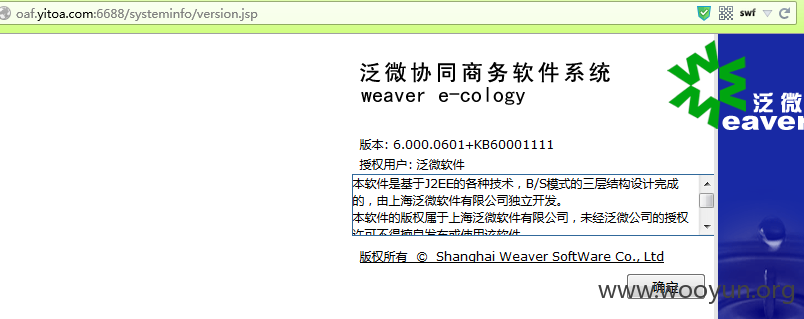 oaf.yitoa.com:6688/systeminfo/version.jsp
swf
泛微协同商务软件系统
weaver e-cology
泛微
eaver
版本: 6.000.0601+KB60001111
授权用户: 泛微软件
本软件是基于J2EE的各种技术，B/S模式的三层结构设计完成
的，由上海泛微软件有限公司独立开发。
本软件的版权属于上海泛微软件有限公司，未经泛微公司的授权
许可不得擅自发布或使用该软件
版权所有 © Shanghai Weaver SoftWare Co., Ltd
确定
www.wooyun.org